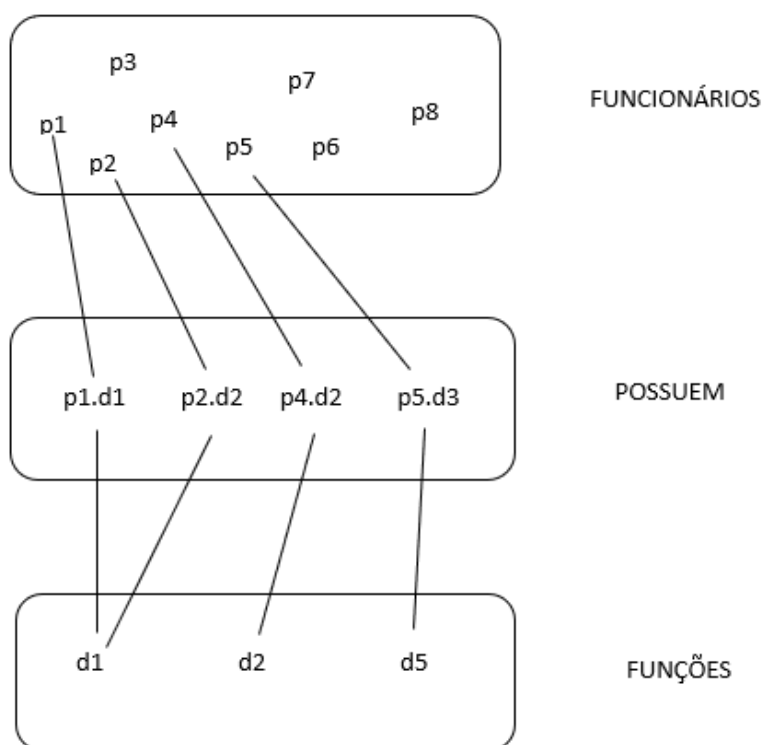 p3
p7
FUNCIONÁRIOS
p8
p1
p4
p5
p6
p2
POSSUEM
p1.d1 p2.d2 p4.d2 p5.d3
d1 d2 d5
FUNÇÕES